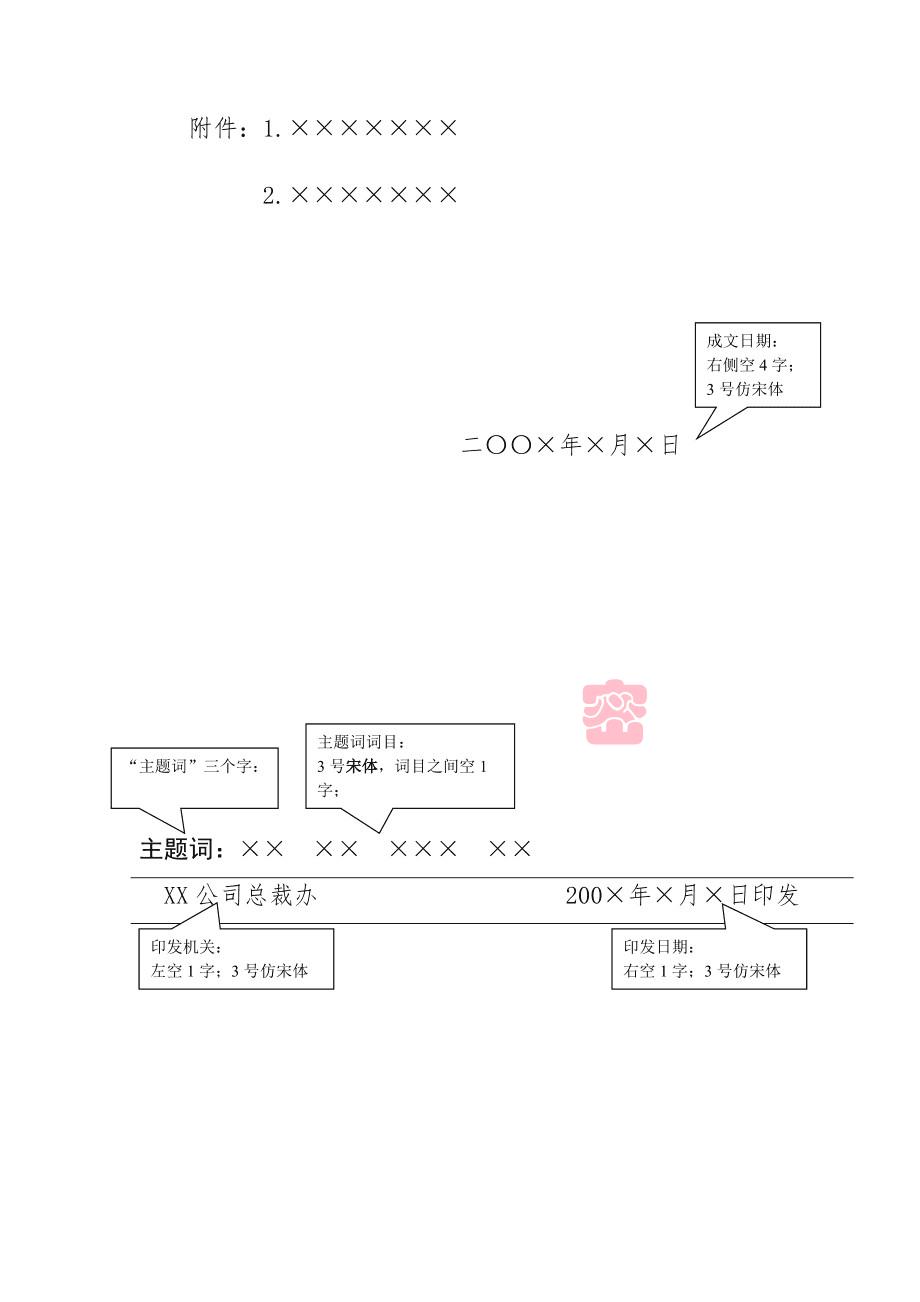 附件：1.×××××××
2.×××××××
成文日期：
右侧空 4 字；
3 号仿宋体
二〇〇×年×月×日
“主题词”三个字：
主题词词目：
3 号宋体，词目之间空 1
字；
主题词：×× ×× ××× ××
XX 公司总裁办 200×年×月×日印发
印发机关：
左空 1 字；3 号仿宋体
印发日期：
右空 1 字；3 号仿宋体